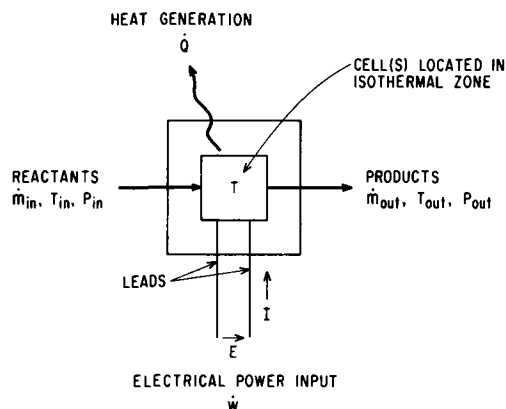 HEAT GENERATION
Q̇
CELL(S) LOCATED IN
ISOTHERMAL ZONE
REACTANTS
ṁin, Tin, Pin
T
PRODUCTS
ṁout, Tout, Pout
LEADS
I
E
ELECTRICAL POWER INPUT
Ẇ